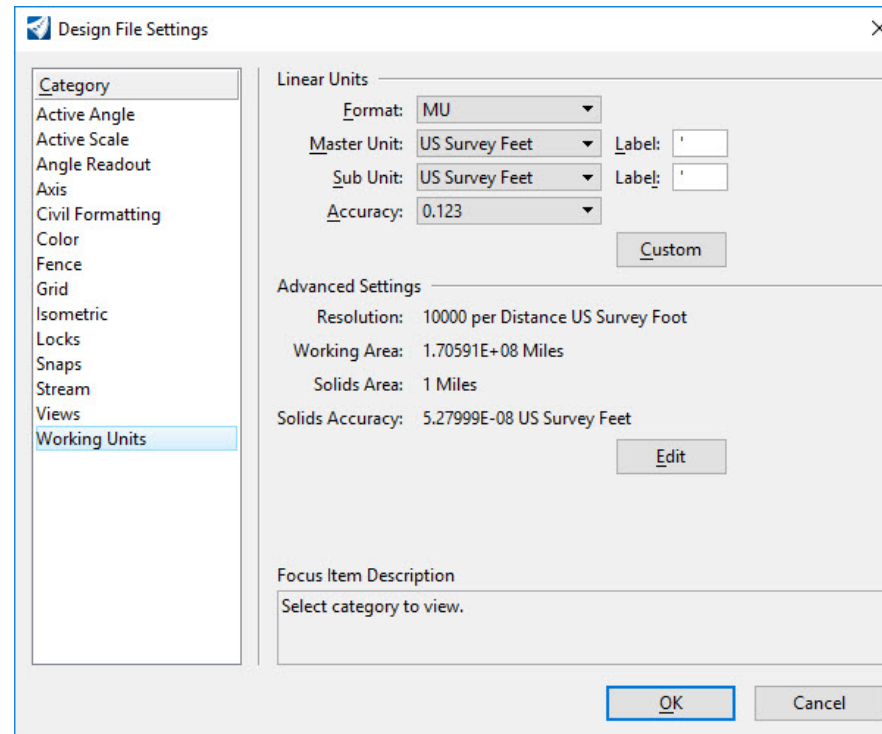 Design File Settings
Category
Active Angle
Active Scale
Angle Readout
Axis
Civil Formatting
Color
Fence
Grid
Isometric
Locks
Snaps
Stream
Views
Working Units
Linear Units
Format: MU
Master Unit: US Survey Feet Label: '
Sub Unit: US Survey Feet Label: '
Accuracy: 0.123
Custom
Advanced Settings
Resolution: 10000 per Distance US Survey Foot
Working Area: 1.70591E+08 Miles
Solids Area: 1 Miles
Solids Accuracy: 5.27999E-08 US Survey Feet
Edit
Focus Item Description
Select category to view.
OK Cancel